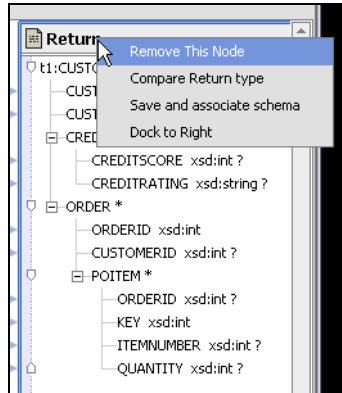 Return
Remove This Node
Compare Return type
Save and associate schema
Dock to Right
t1:CUSTO
CUST
CUST
CRED
CREDITSCORE xsd:int ?
CREDITRATING xsd:string ?
ORDER *
ORDERID xsd:int
CUSTOMERID xsd:int ?
POITEM *
ORDERID xsd:int ?
KEY xsd:int
ITEMNUMBER xsd:int ?
QUANTITY xsd:int ?